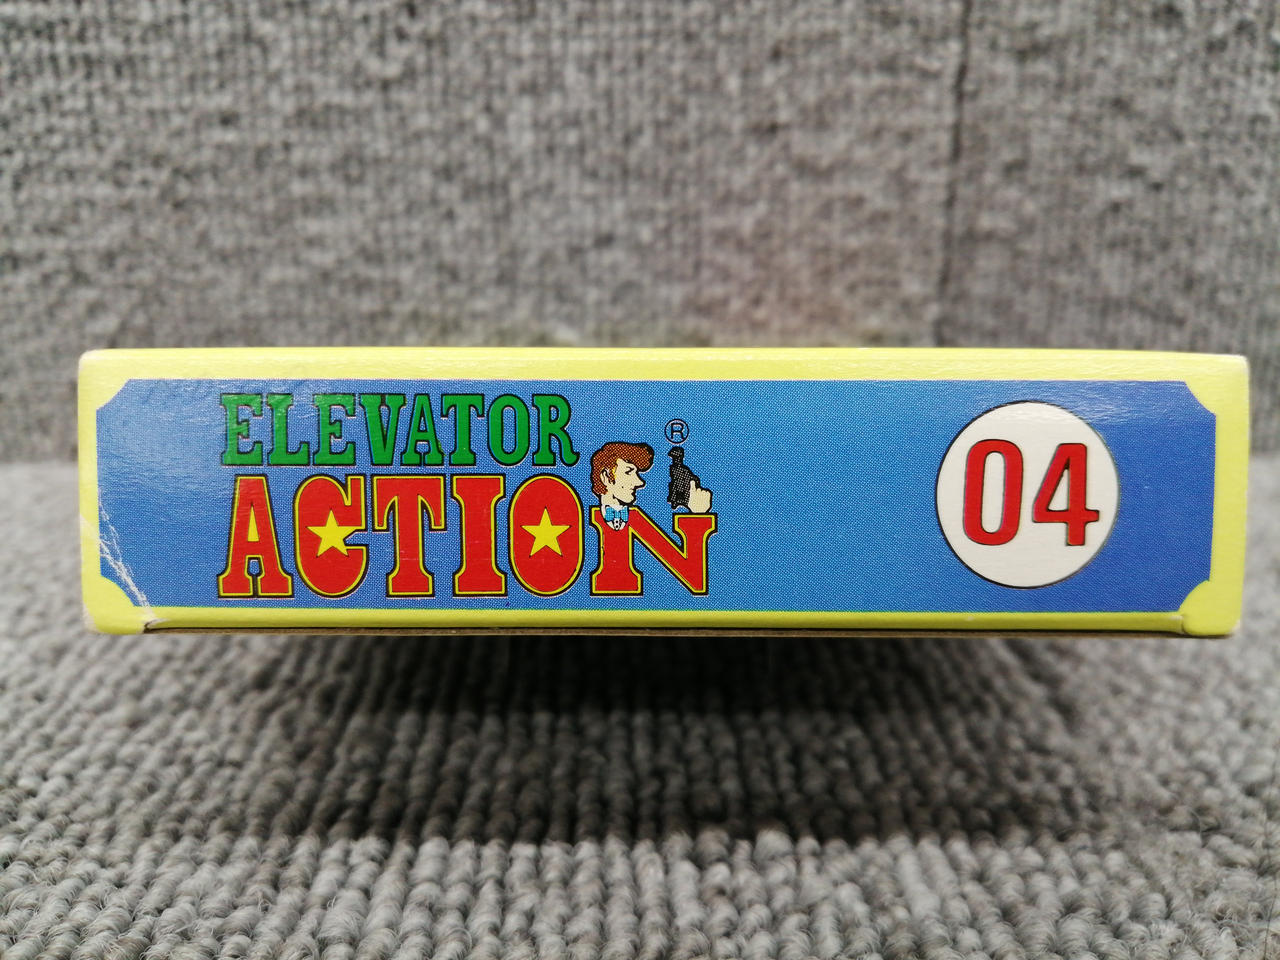 ELEVATOR
ACTION
®
04